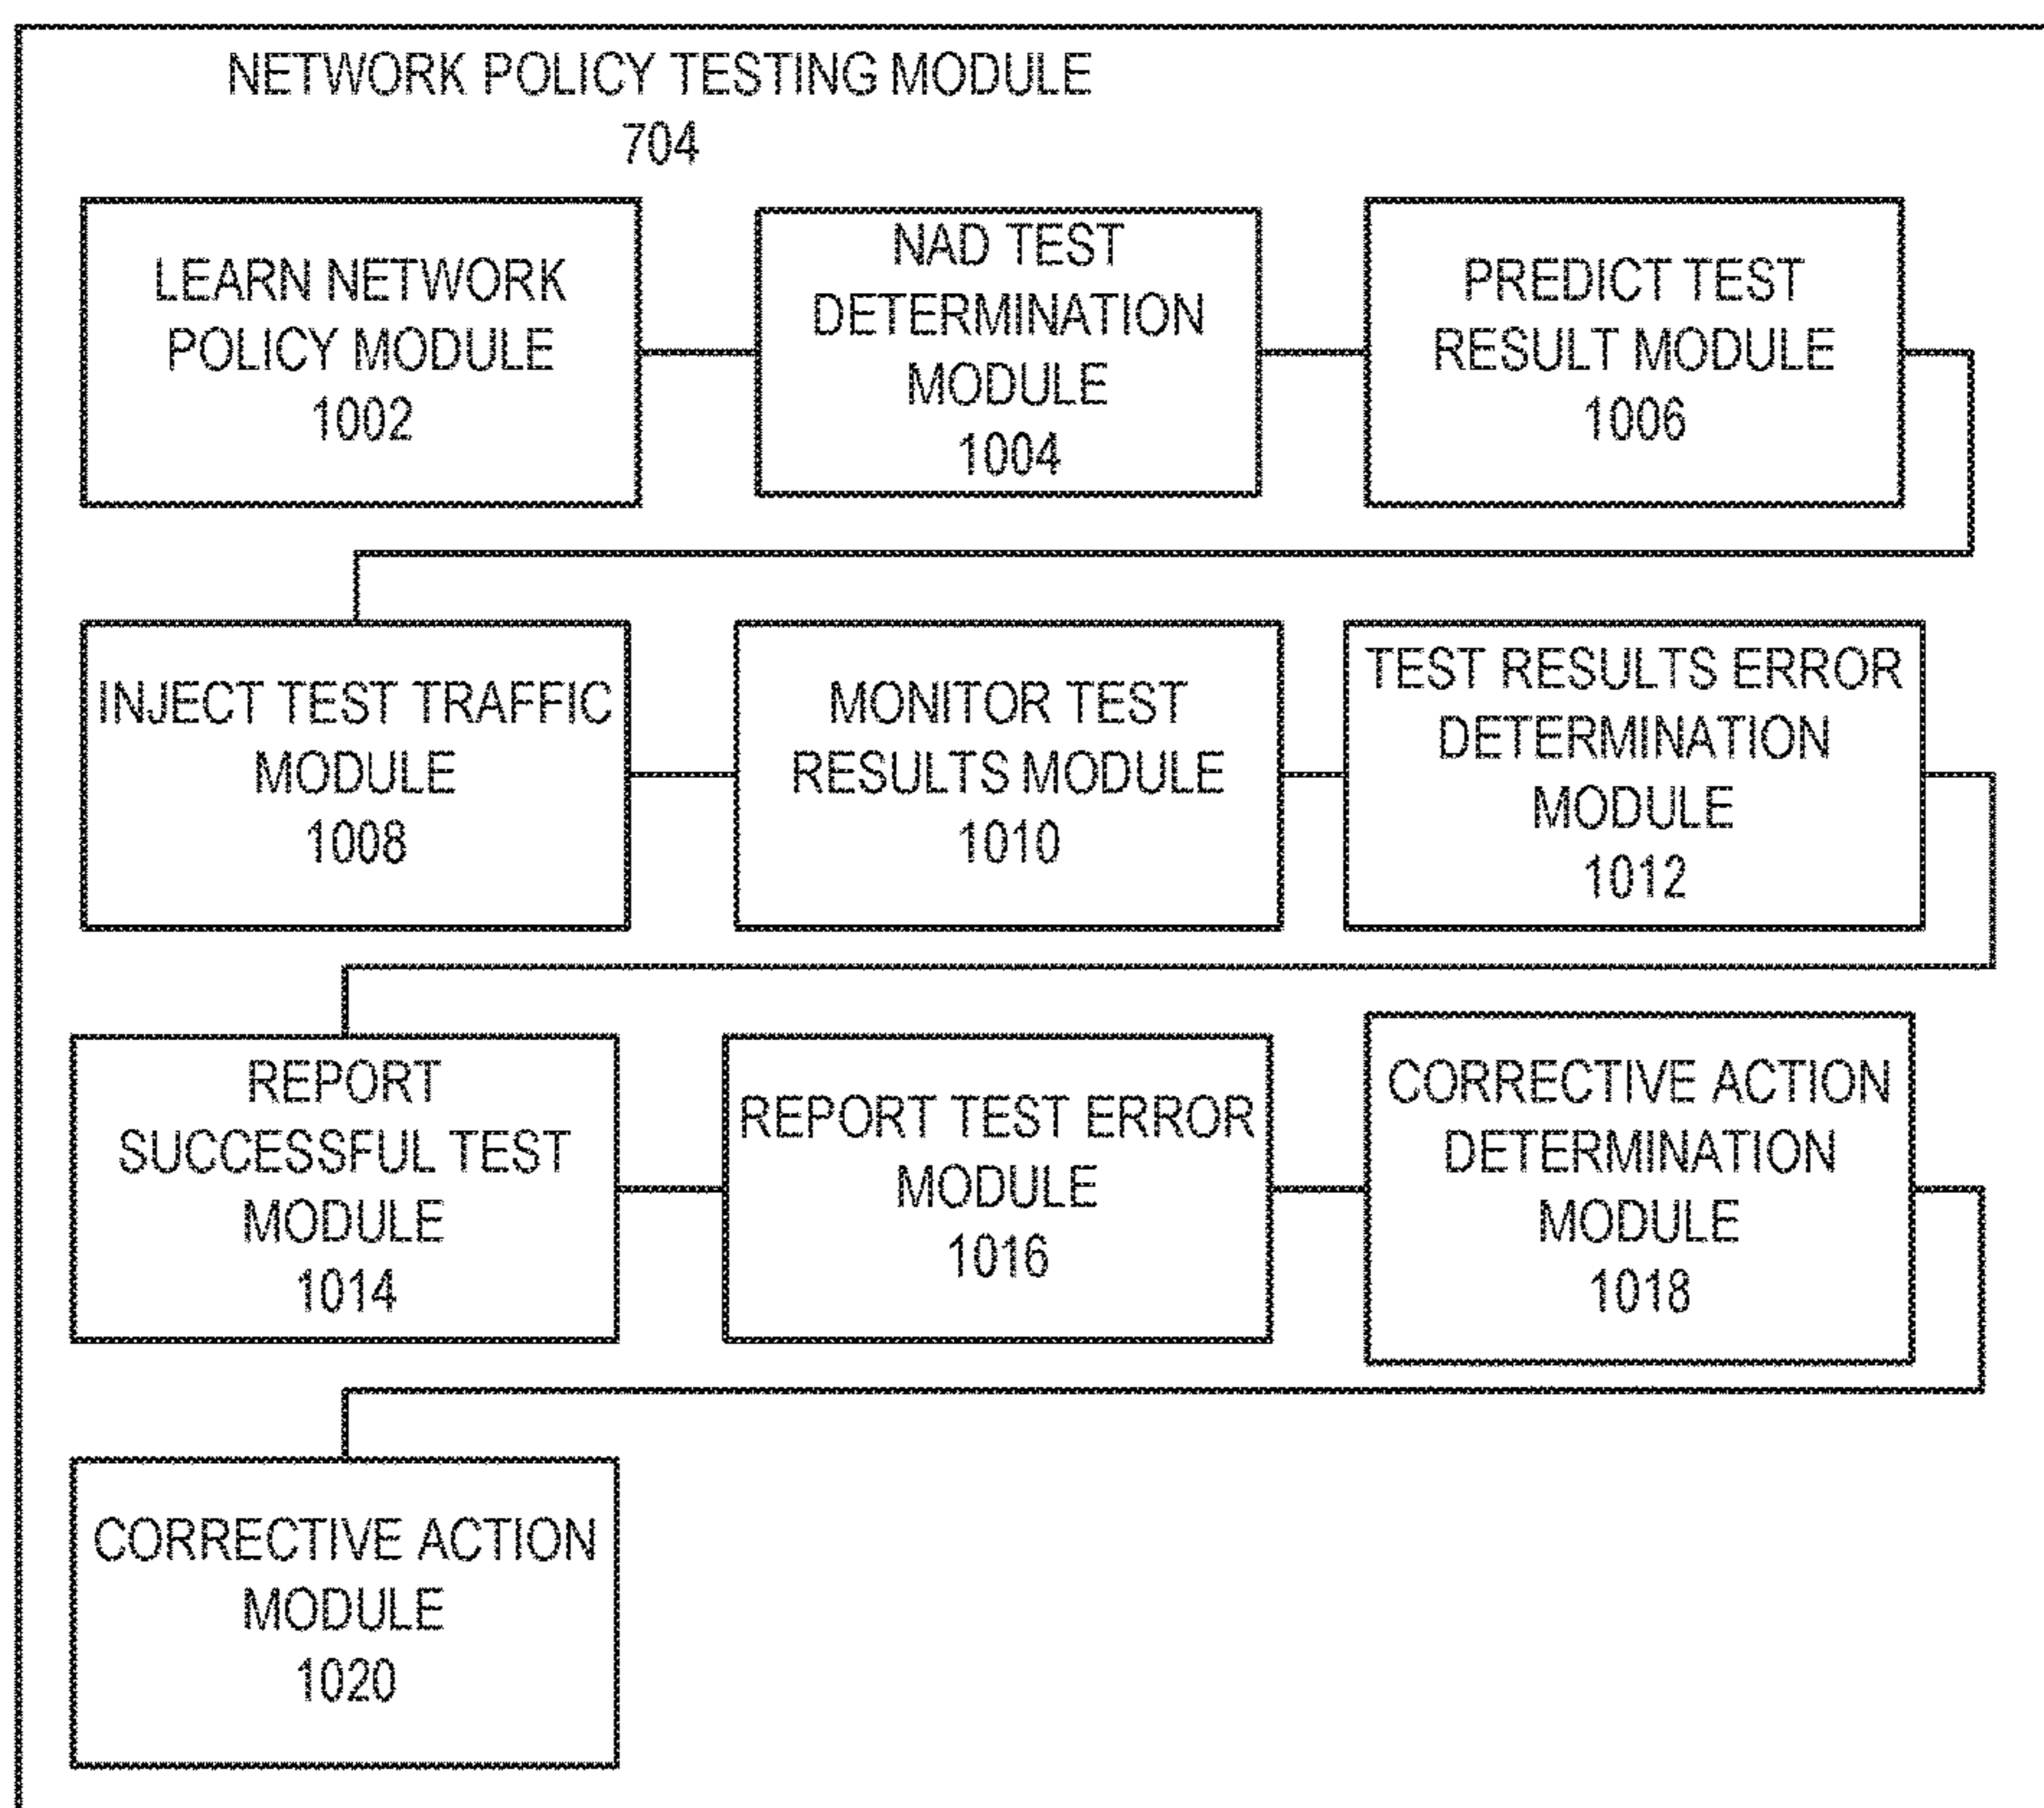 NETWORK POLICY TESTING MODULE
704
LEARN NETWORK
POLICY MODULE
1002
NAD TEST
DETERMINATION
MODULE
1004
PREDICT TEST
RESULT MODULE
1006
INJECT TEST TRAFFIC
MODULE
1008
MONITOR TEST
RESULTS MODULE
1010
TEST RESULTS ERROR
DETERMINATION
MODULE
1012
REPORT
SUCCESSFUL TEST
MODULE
1014
REPORT TEST ERROR
MODULE
1016
CORRECTIVE ACTION
DETERMINATION
MODULE
1018
CORRECTIVE ACTION
MODULE
1020